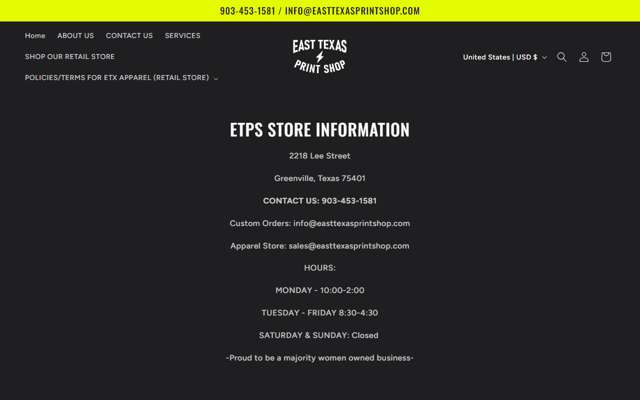 903-453-1581 / INFO@EASTTEXASPRINTSHOP.COM
Home ABOUT US CONTACT US SERVICES
SHOP OUR RETAIL STORE
POLICIES/TERMS FOR ETX APPAREL (RETAIL STORE)
EAST TEXAS
PRINT SHOP
United States | USD $
ETPS STORE INFORMATION
2218 Lee Street
Greenville, Texas 75401
CONTACT US: 903-453-1581
Custom Orders: info@easttexasprintshop.com
Apparel Store: sales@easttexasprintshop.com
HOURS:
MONDAY - 10:00-2:00
TUESDAY - FRIDAY 8:30-4:30
SATURDAY & SUNDAY: Closed
~Proud to be a majority women owned business~